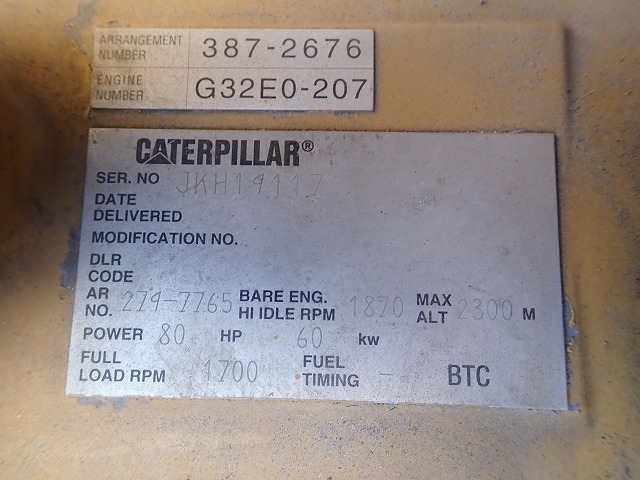 ARRANGEMENT NUMBER 387-2676
ENGINE NUMBER G32E0-207
CATERPILLAR®
SER. NO JKH14117
DATE
DELIVERED
MODIFICATION NO.
DLR
CODE
AR NO. 274-7765 BARE ENG. HI IDLE RPM 1870 MAX ALT 2300 M
POWER 80 HP 60 kw
FULL LOAD RPM 1700 FUEL TIMING - BTC